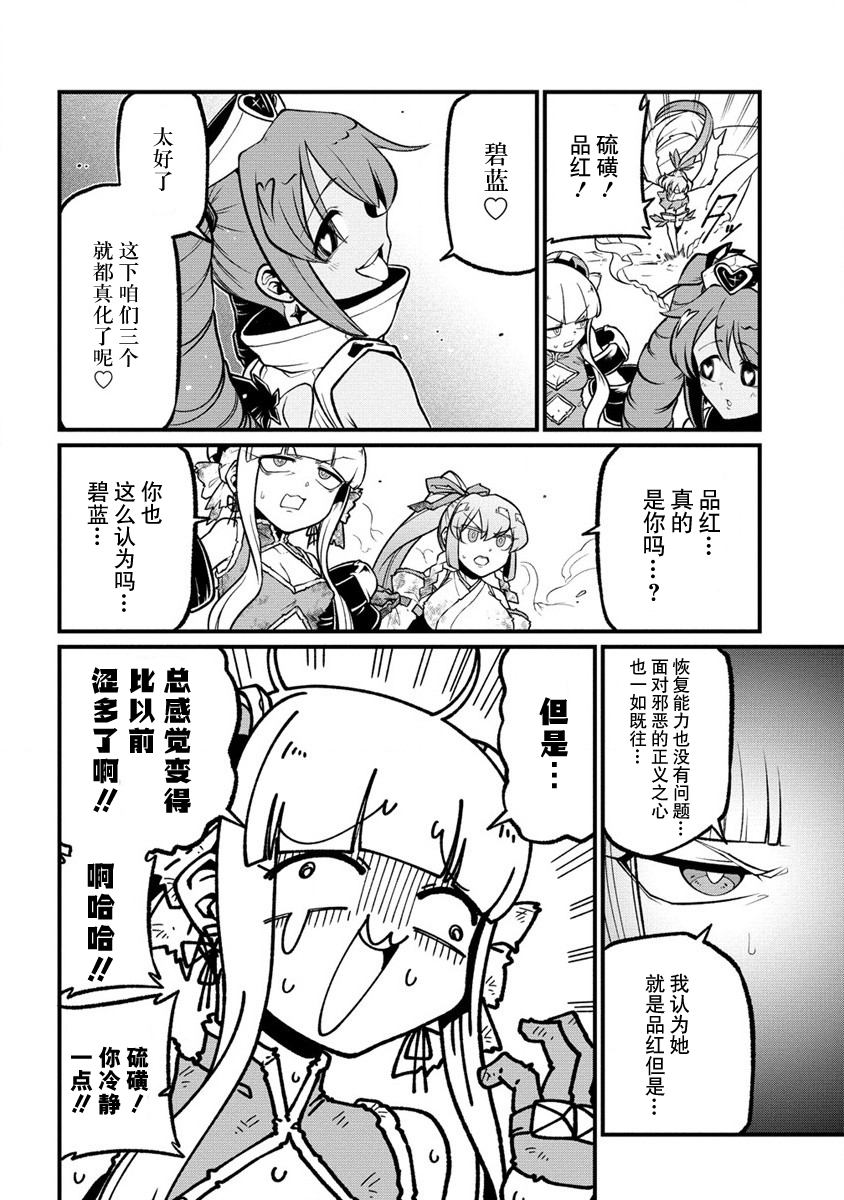 硫磺!
品红!
碧蓝♡
太好了
这下咱们三个
就都真化了呢♡
品红…
真的
是你吗…?
你也
这么认为吗…
碧蓝…
恢复能力也没有问题…
面对邪恶的正义之心
也一如既往…
我认为她
就是品红但是…
但是…
总感觉变得
比以前
涩多了啊!!
啊哈哈!!
硫磺!
你冷静
一点!!